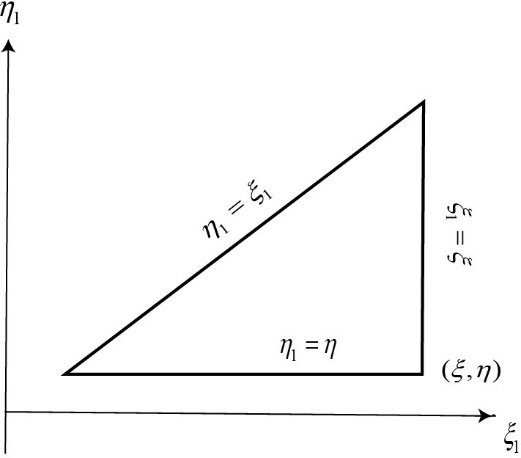 η₁
η₁ = ξ₁
ξ₁ = ξ
η₁ = η
(ξ, η)
ξ₁